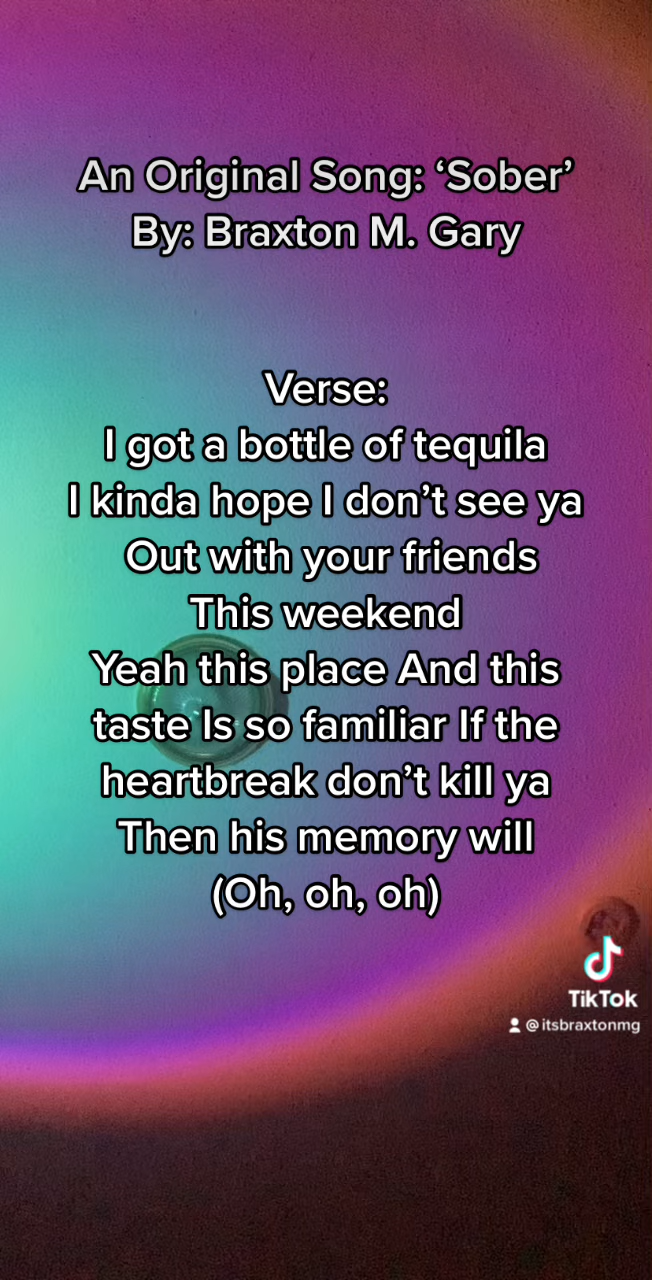 An Original Song: ‘Sober’
By: Braxton M. Gary
Verse:
I got a bottle of tequila
I kinda hope I don’t see ya
Out with your friends
This weekend
Yeah this place And this
taste Is so familiar If the
heartbreak don’t kill ya
Then his memory will
(Oh, oh, oh)
TikTok
@itsbraxtonmg